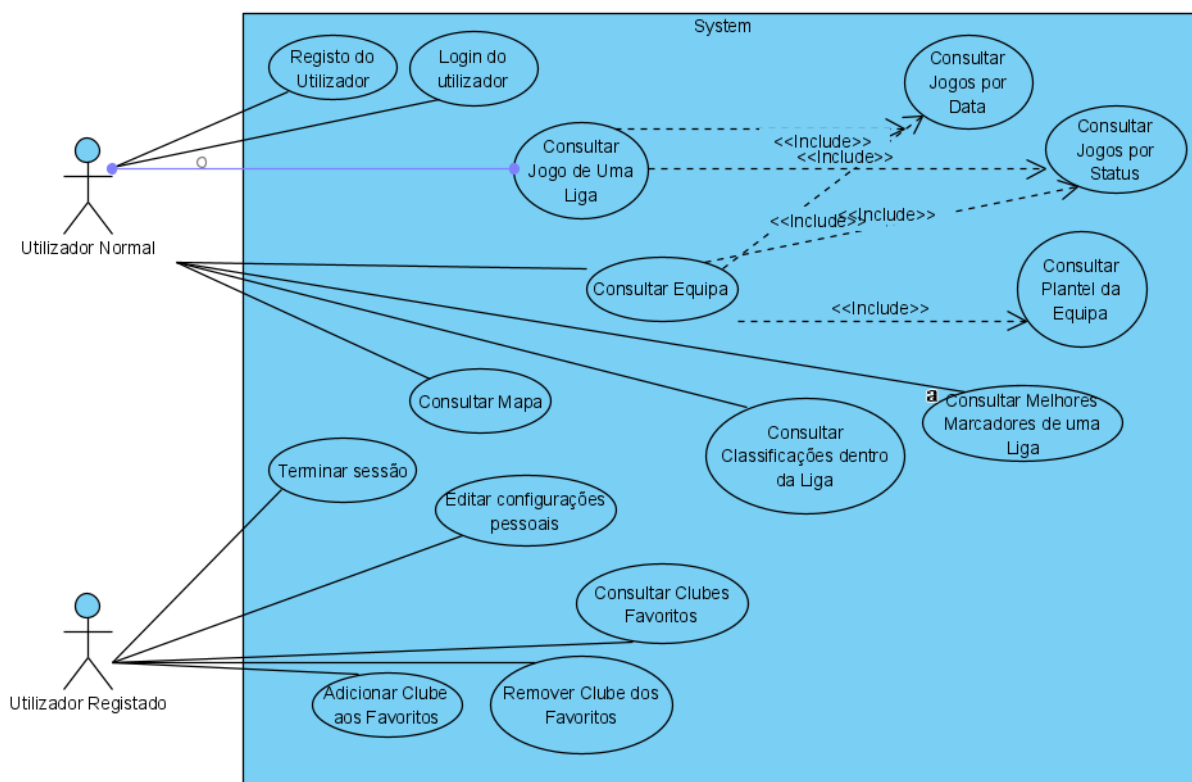 System
Registo do
Utilizador
Login do
utilizador
Consultar
Jogos por
Data
Consultar
Jogo de Uma
Liga
Consultar
Jogos por
Status
<<Include>>
<<Include>>
O
Utilizador Normal
<<Include>>
<<Include>>
Consultar Equipa
Consultar
Plantel da
Equipa
<<Include>>
Consultar Mapa
a
Consultar Melhores
Marcadores de uma
Liga
Consultar
Classificações dentro
da Liga
Terminar sessão
Editar configurações
pessoais
Consultar Clubes
Favoritos
Utilizador Registado
Adicionar Clube
aos Favoritos
Remover Clube dos
Favoritos